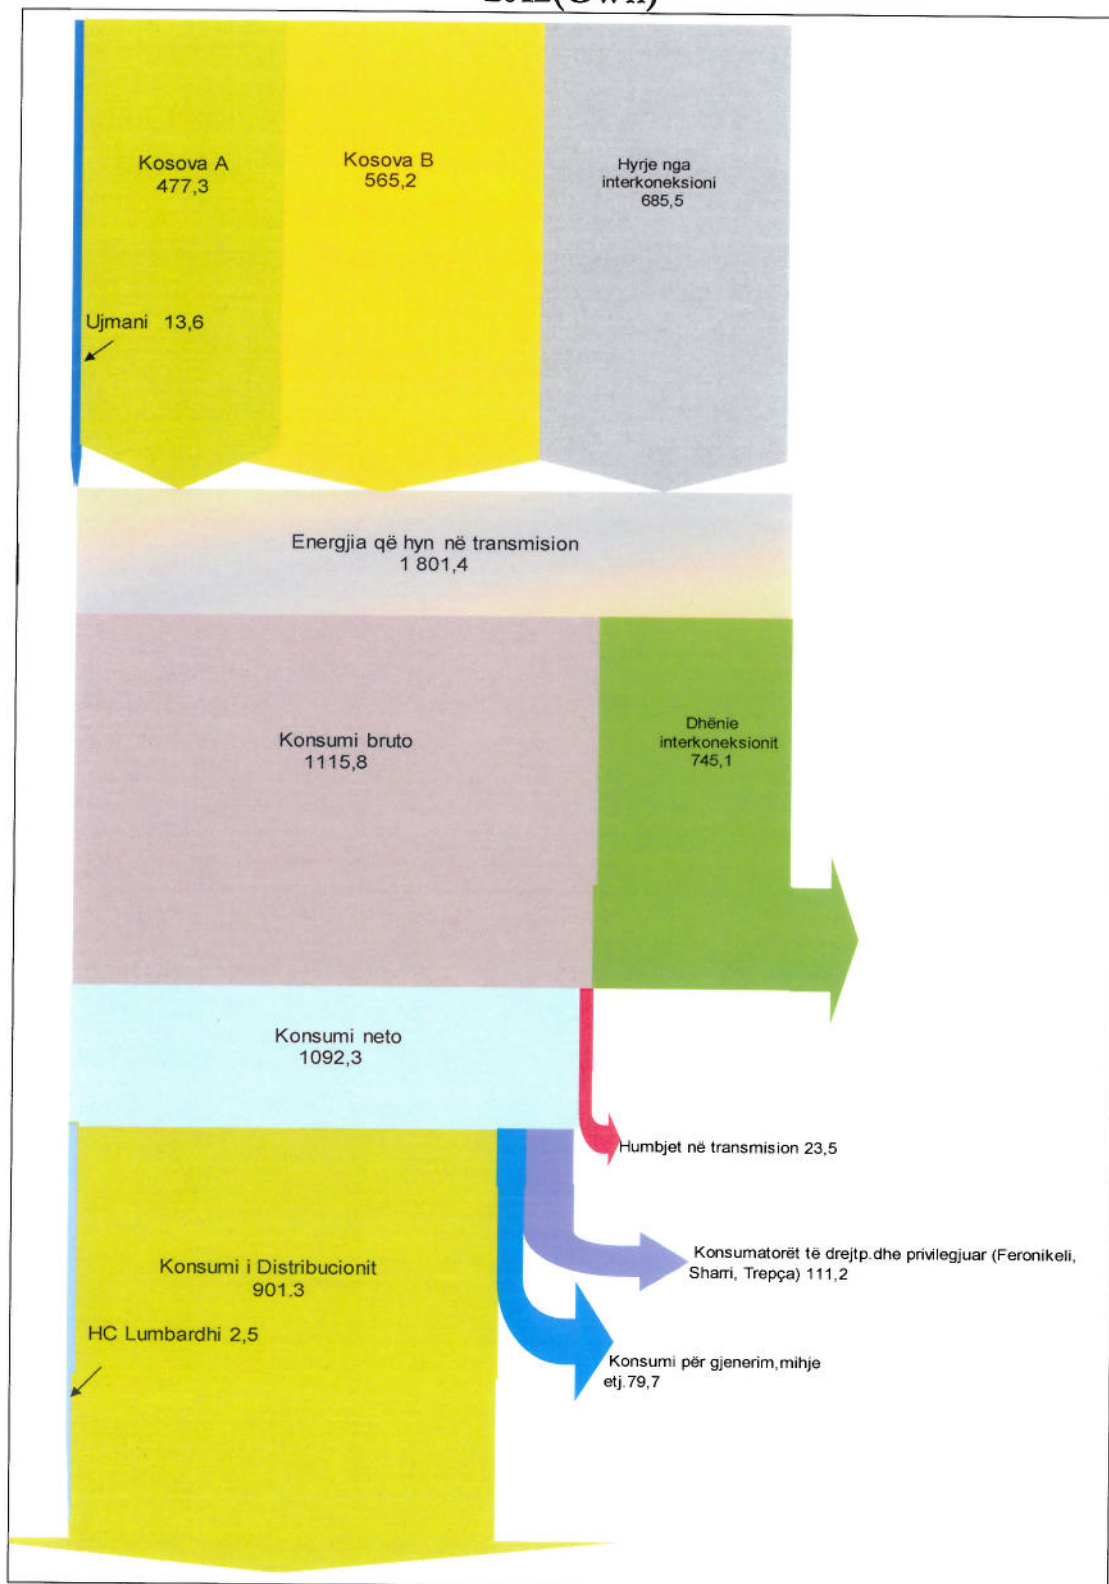 Kosova A
477,3
Kosova B
565,2
Hyrje nga
interkoneksioni
685,5
Ujmani 13,6
Energjia që hyn në transmision
1 801,4
Konsumi bruto
1115,8
Dhënie
interkoneksionit
745,1
Konsumi neto
1092,3
Humbjet në transmision 23,5
Konsumatorët të drejtp.dhe privilegjuar (Feronikeli,
Sharri, Trepça) 111,2
Konsumi i Distribucionit
901.3
HC Lumbardhi 2,5
Konsumi për gjenerim,mihje
etj.79,7